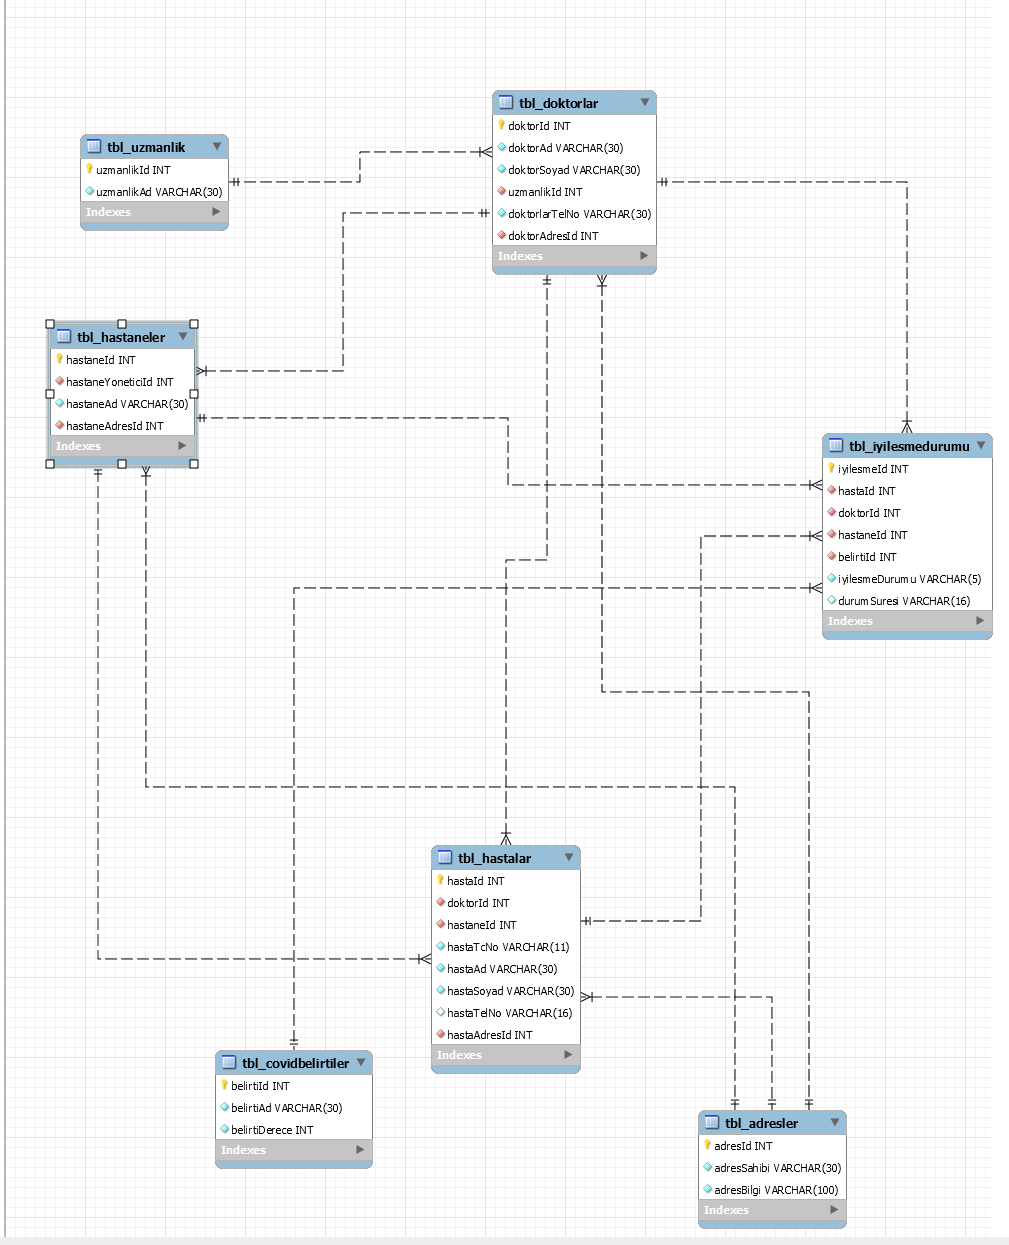 tbl_doktorlar
doktorId INT
doktorAd VARCHAR(30)
doktorSoyad VARCHAR(30)
uzmanlikId INT
doktorlarTelNo VARCHAR(30)
doktorAdresId INT
Indexes
tbl_uzmanlik
uzmanlikId INT
uzmanlikAd VARCHAR(30)
Indexes
tbl_hastaneler
hastaneId INT
hastaneYoneticiId INT
hastaneAd VARCHAR(30)
hastaneAdresId INT
Indexes
tbl_iyilesmedurumu
iyilesmeId INT
hastaId INT
doktorId INT
hastaneId INT
belirtiId INT
iyilesmeDurumu VARCHAR(5)
durumSuresi VARCHAR(16)
Indexes
tbl_hastalar
hastaId INT
doktorId INT
hastaneId INT
hastaTcNo VARCHAR(11)
hastaAd VARCHAR(30)
hastaSoyad VARCHAR(30)
hastaTelNo VARCHAR(16)
hastaAdresId INT
Indexes
tbl_covidbelirtiler
belirtiId INT
belirtiAd VARCHAR(30)
belirtiDerece INT
Indexes
tbl_adresler
adresId INT
adresSahibi VARCHAR(30)
adresBilgi VARCHAR(100)
Indexes